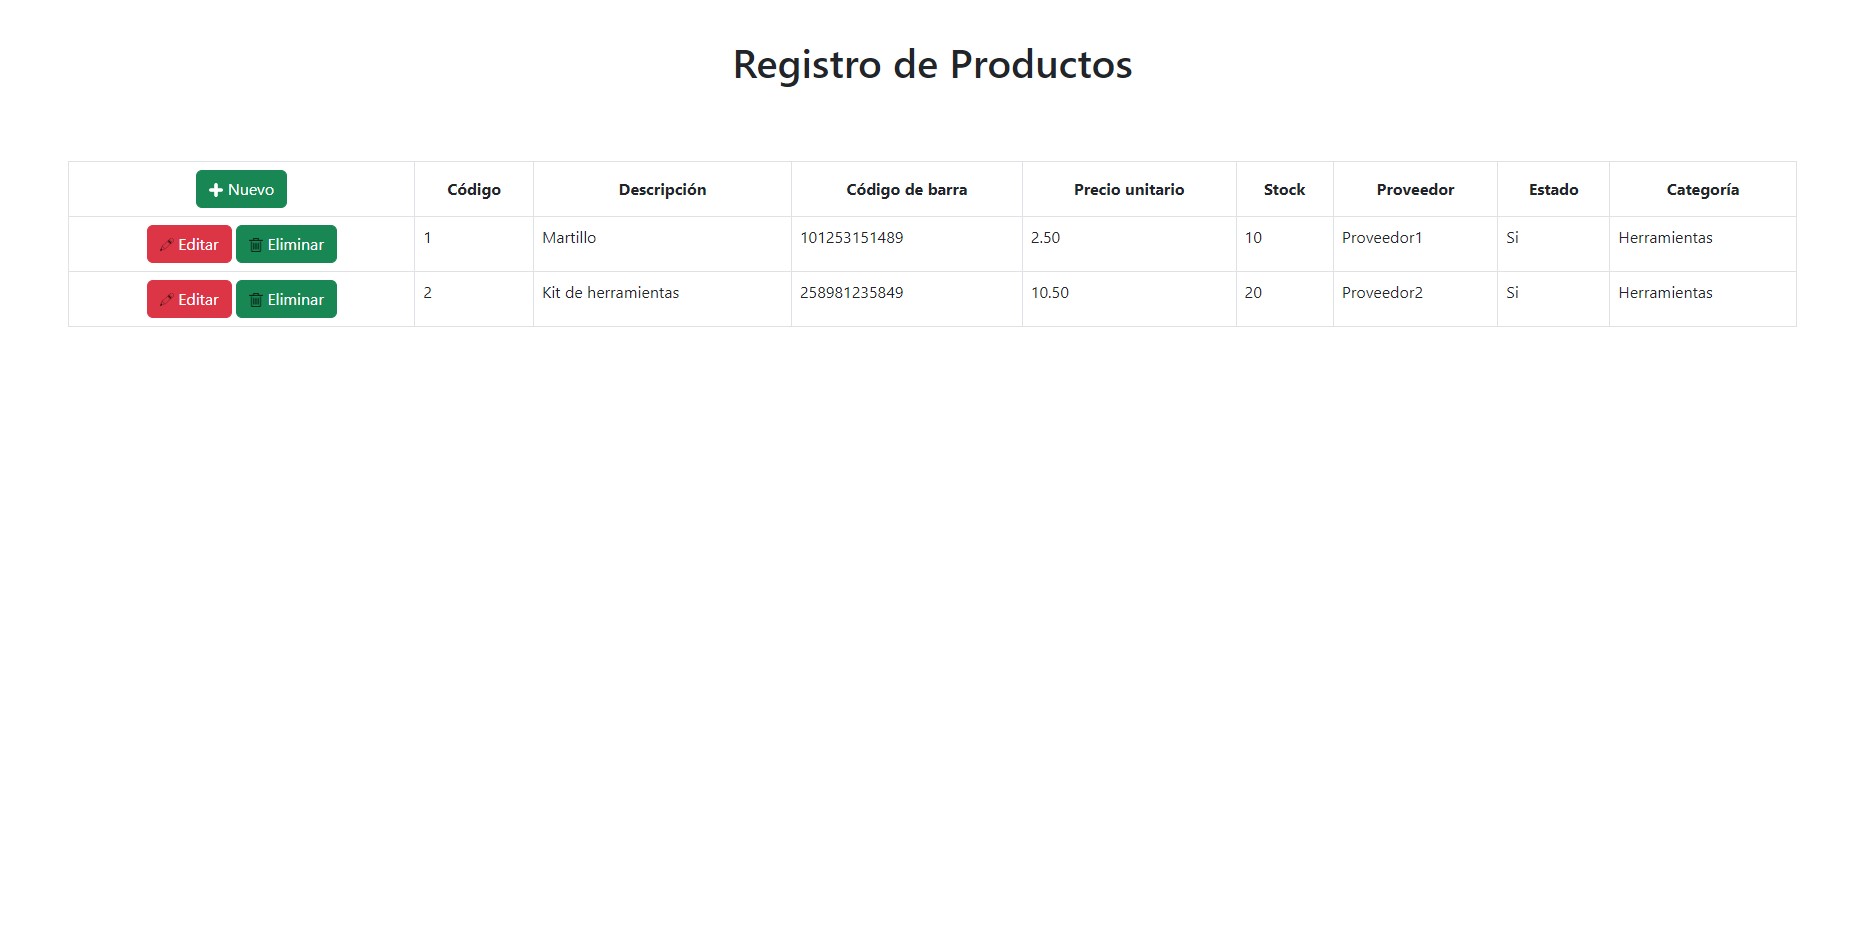 Registro de Productos
Nuevo Código Descripción Código de barra Precio unitario Stock Proveedor Estado Categoría
Editar Eliminar 1 Martillo 101253151489 2.50 10 Proveedor1 Si Herramientas
Editar Eliminar 2 Kit de herramientas 258981235849 10.50 20 Proveedor2 Si Herramientas